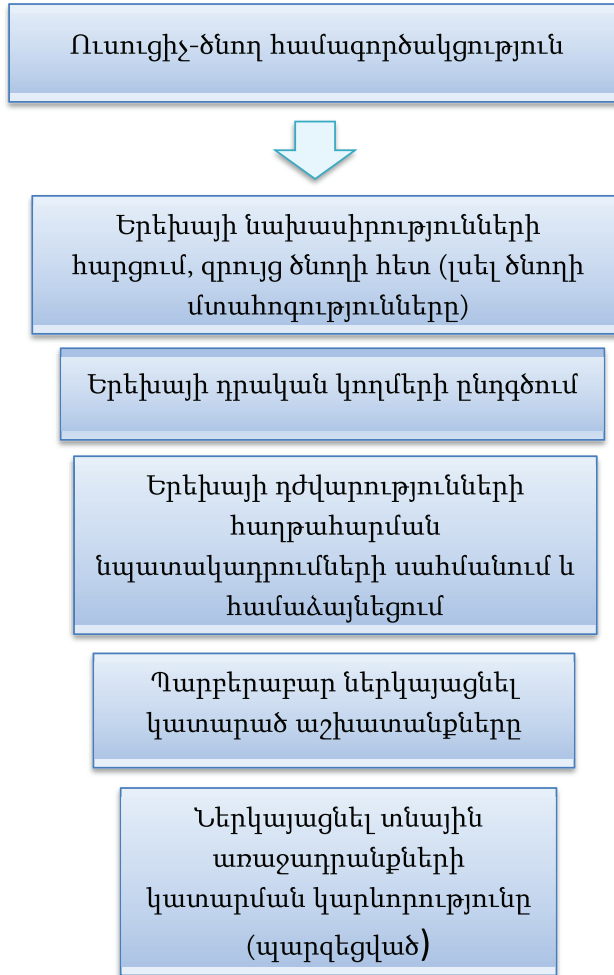 Ուսուցիչ-ծնող համագործակցություն
Երեխայի նախասիրությունների
հարցում, զրույց ծնողի հետ (լսել ծնողի
մտահոգությունները)
Երեխայի դրական կողմերի ընդգծում
Երեխայի դժվարությունների
հաղթահարման
նպատակադրումների սահմանում և
համաձայնեցում
Պարբերաբար ներկայացնել
կատարած աշխատանքները
Ներկայացնել տնային
առաջադրանքների
կատարման կարևորությունը
(պարզեցված)